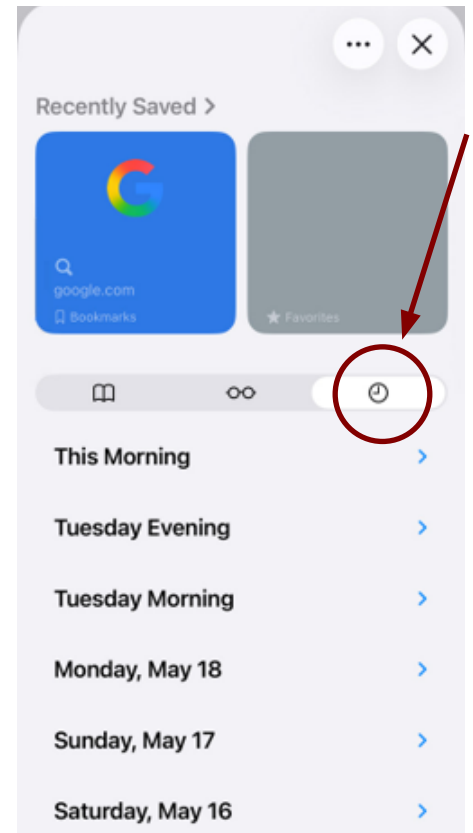 Recently Saved >
google.com
Bookmarks
Favorites
This Morning
Tuesday Evening
Tuesday Morning
Monday, May 18
Sunday, May 17
Saturday, May 16